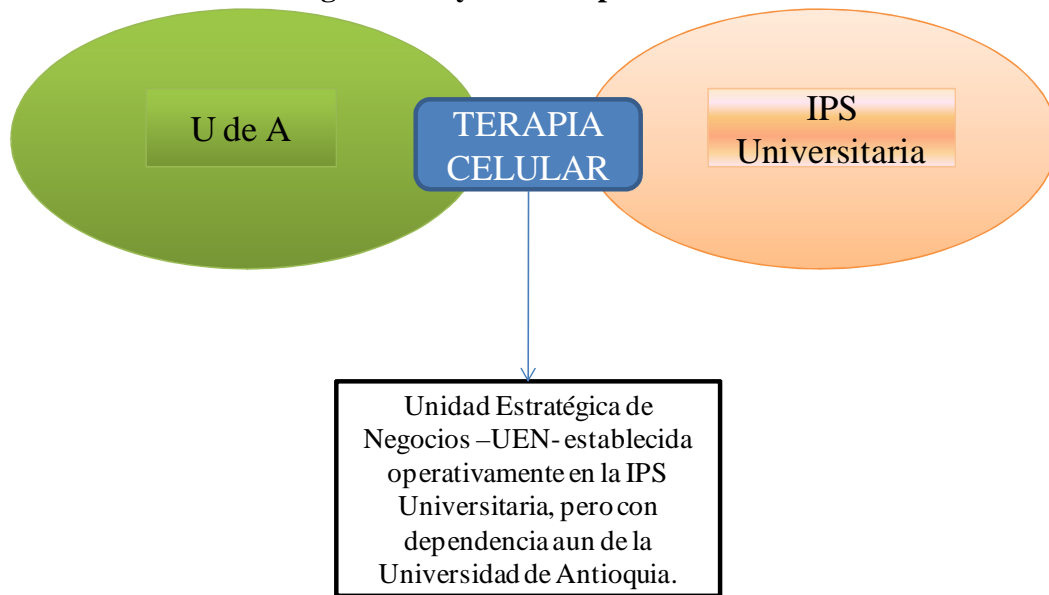 U de A
TERAPIA
CELULAR
IPS
Universitaria
Unidad Estratégica de
Negocios –UEN- establecida
operativamente en la IPS
Universitaria, pero con
dependencia aun de la
Universidad de Antioquia.